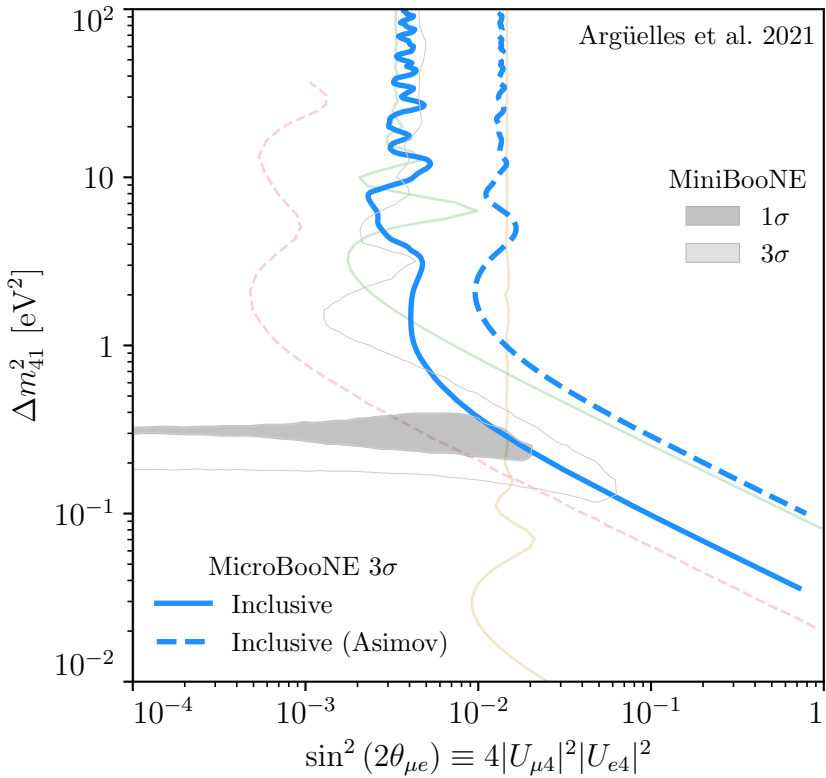 Argüelles et al. 2021
MiniBooNE
1σ
3σ
MicroBooNE 3σ
Inclusive
Inclusive (Asimov)
10²
10
1
10⁻¹
10⁻²
Δm²₄₁ [eV²]
10⁻⁴ 10⁻³ 10⁻² 10⁻¹ 1
sin² (2θ_μe) ≡ 4|U_μ4|²|U_e4|²